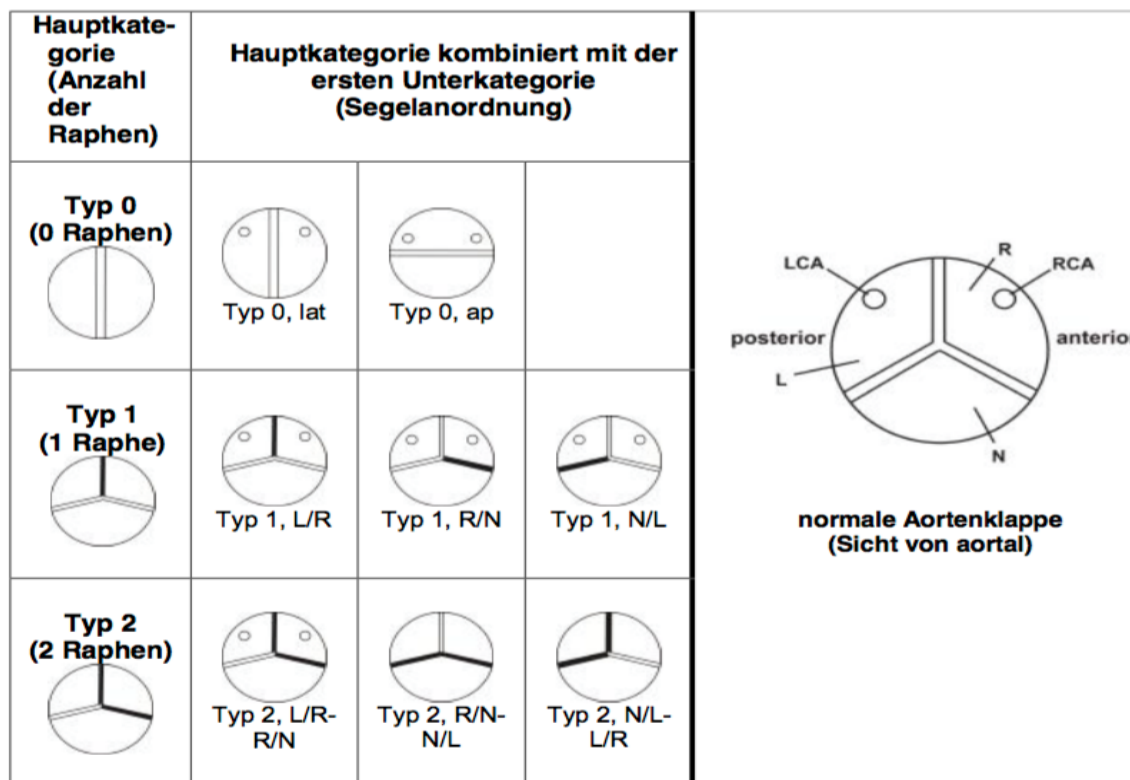 Hauptkate-
gorie
(Anzahl
der
Raphen)
Hauptkategorie kombiniert mit der
ersten Unterkategorie
(Segelanordnung)
Typ 0
(0 Raphen)
Typ 0, lat
Typ 0, ap
Typ 1
(1 Raphe)
Typ 1, L/R
Typ 1, R/N
Typ 1, N/L
Typ 2
(2 Raphen)
Typ 2, L/R-
R/N
Typ 2, R/N-
N/L
Typ 2, N/L-
L/R
R
LCA
RCA
posterior
anterior
L
N
normale Aortenklappe
(Sicht von aortal)